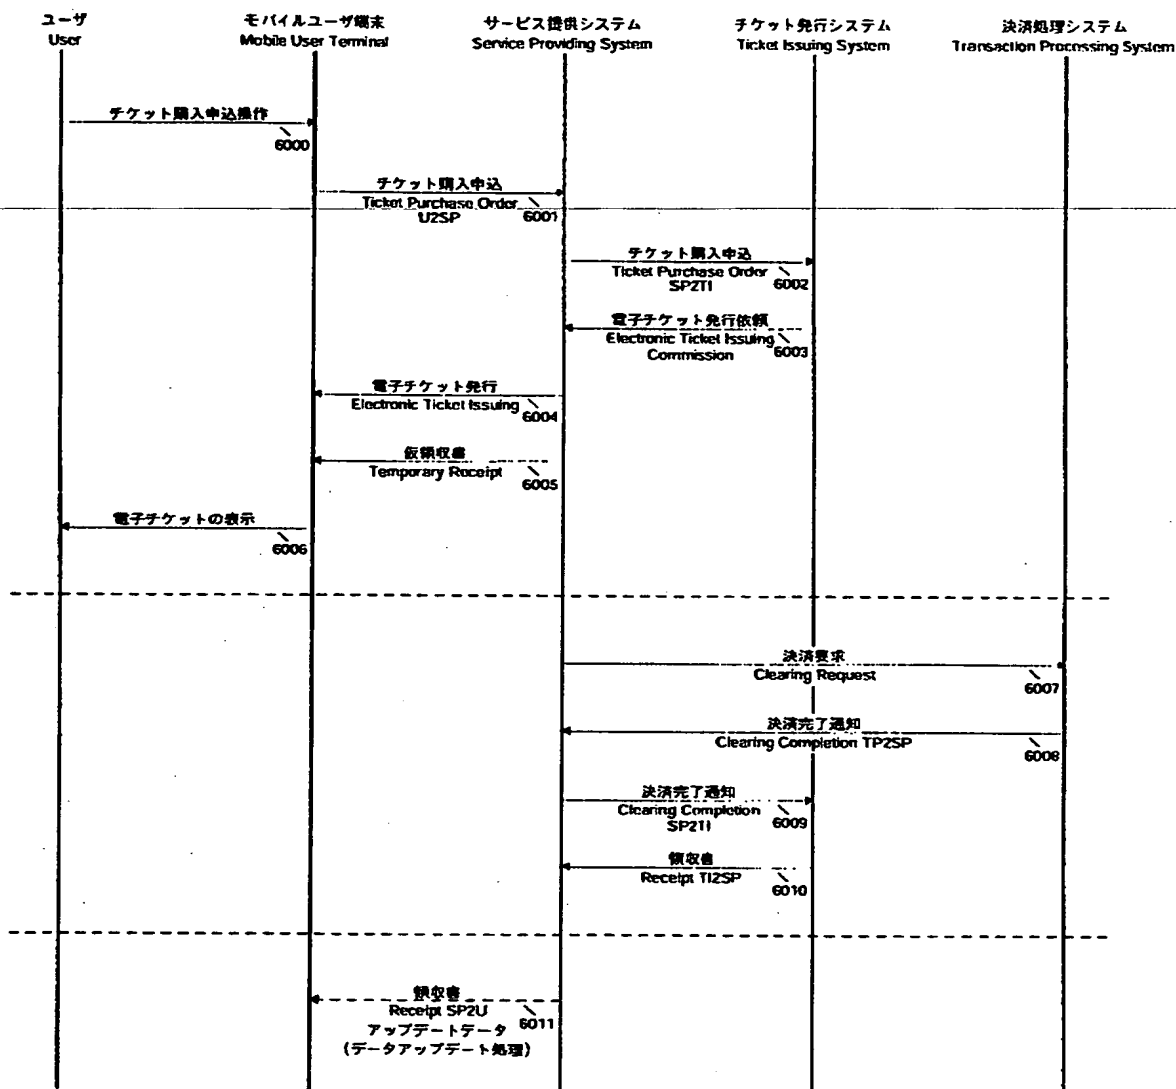 ユーザ
User
モバイルユーザ端末
Mobile User Terminal
サービス提供システム
Service Providing System
チケット発行システム
Ticket Issuing System
決済処理システム
Transaction Processing System
チケット購入申込操作
6000
チケット購入申込
Ticket Purchase Order
U2SP
6001
チケット購入申込
Ticket Purchase Order
SP2TI
6002
電子チケット発行依頼
Electronic Ticket Issuing
Commission
6003
電子チケット発行
Electronic Ticket Issuing
6004
仮領収書
Temporary Receipt
6005
電子チケットの表示
6006
決済要求
Clearing Request
6007
決済完了通知
Clearing Completion TP2SP
6008
決済完了通知
Clearing Completion
SP2TI
6009
領収書
Receipt TI2SP
6010
領収書
Receipt SP2U
6011
アップデートデータ
(データアップデート処理)